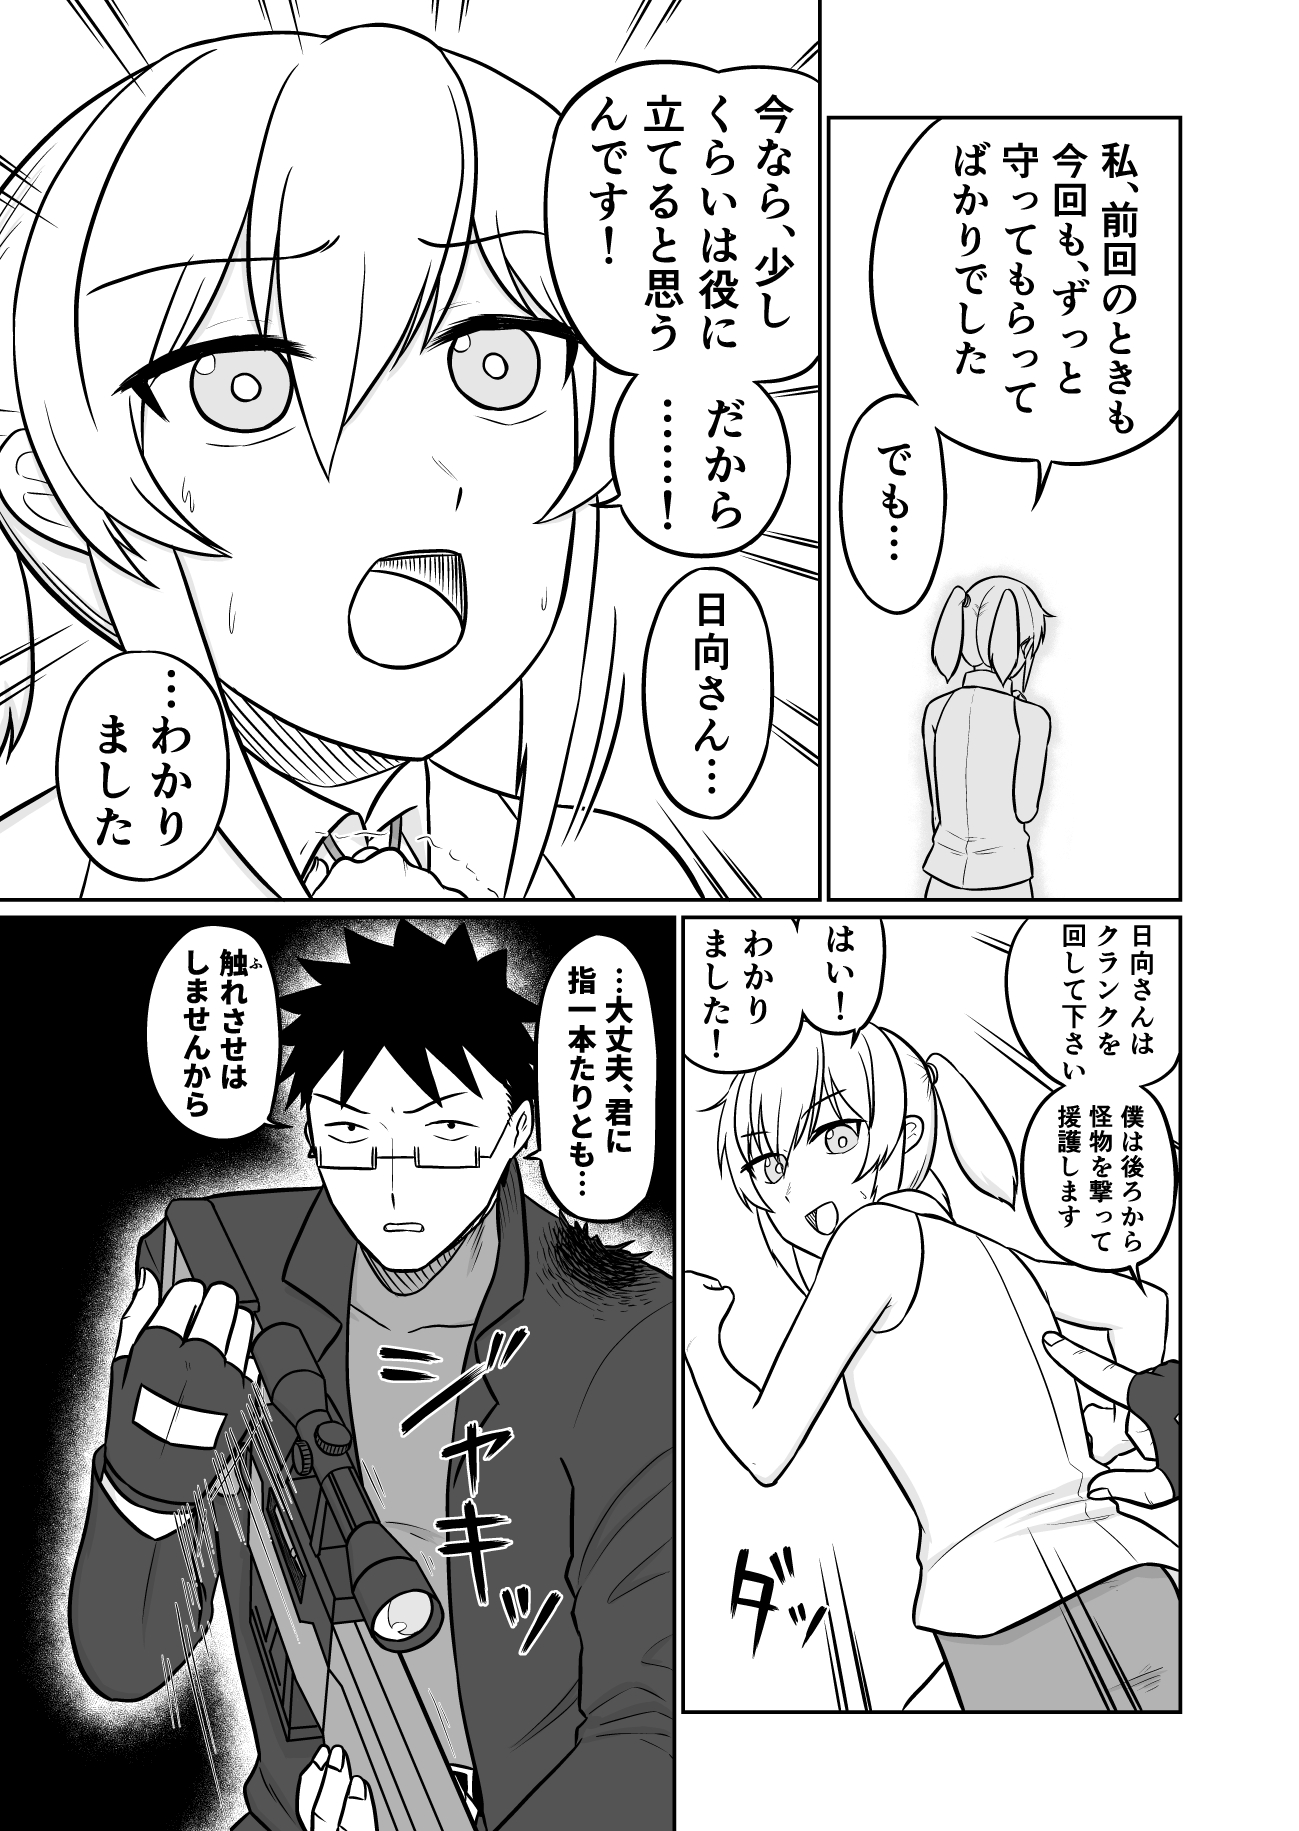 私、前回のときも
今回も、ずっと
守ってもらって
ばかりでした
でも…
今なら、少し
くらいは役に
立てると思う
んです！
だから
………！
日向さん…
…わかり
ました
日向さんは
クランクを
回して下さい
僕は後ろから
怪物を撃って
援護します
はい！
わかり
ました！
ダッ
…大丈夫、君に
指一本たりとも…
触れさせは
ふ
しませんから
ジャキッ